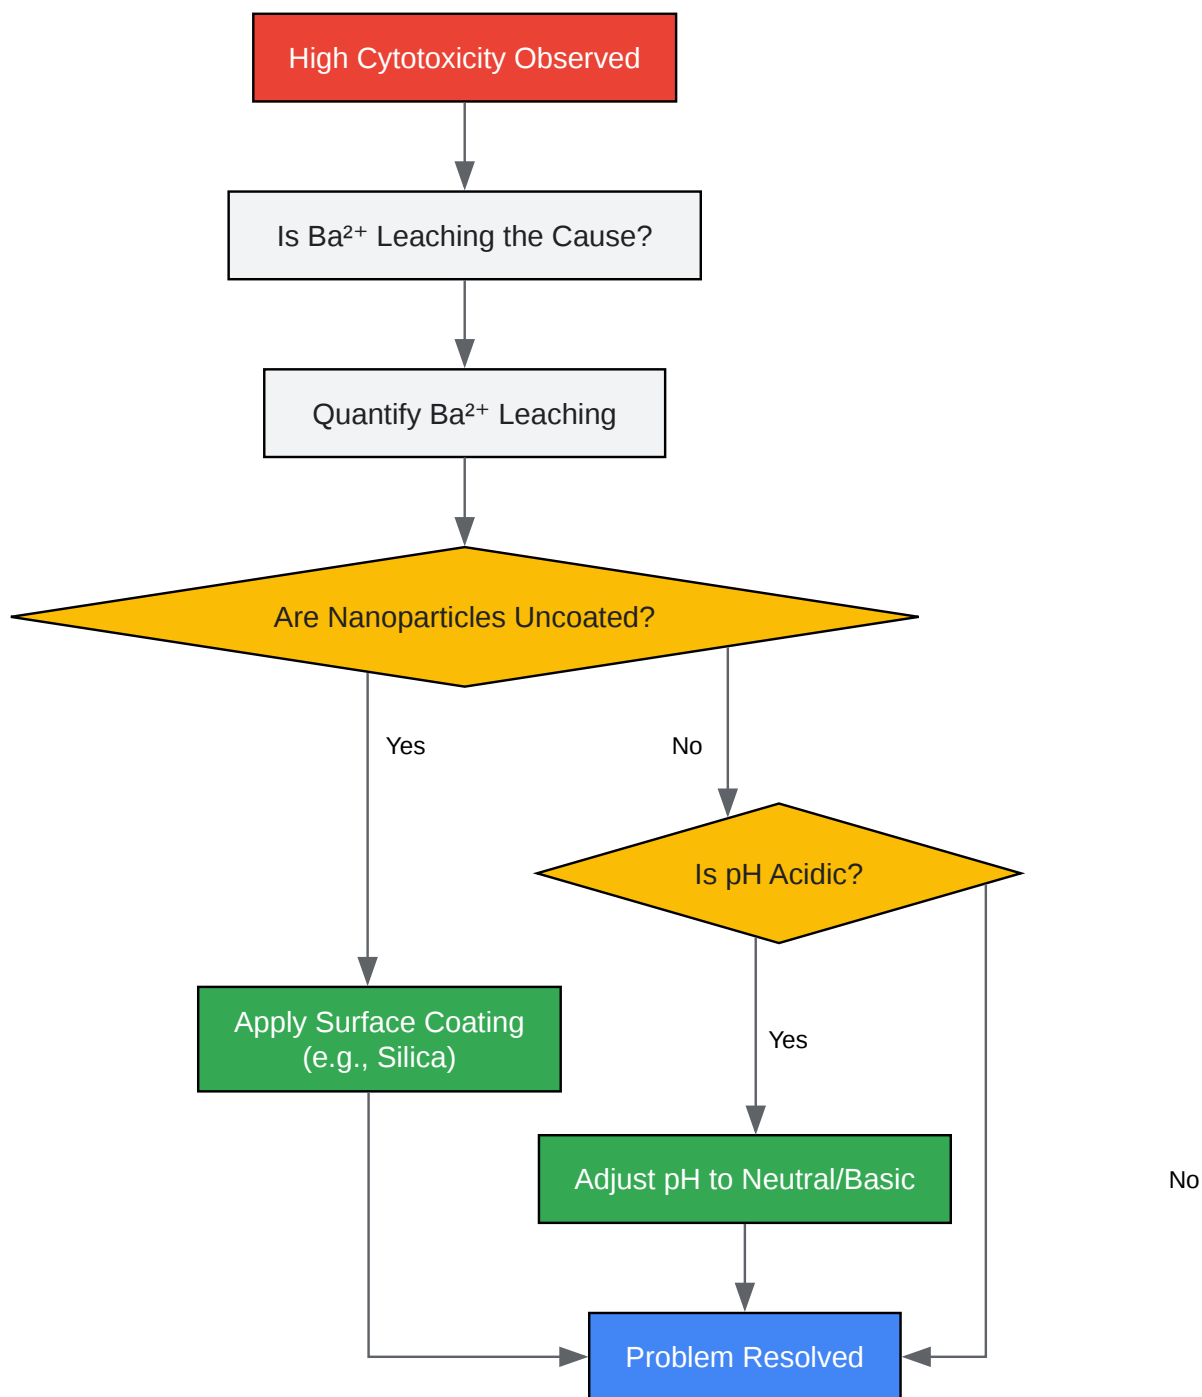 High Cytotoxicity Observed
Is Ba²⁺ Leaching the Cause?
Quantify Ba²⁺ Leaching
Are Nanoparticles Uncoated?
Yes
No
Is pH Acidic?
Apply Surface Coating
(e.g., Silica)
Yes
Adjust pH to Neutral/Basic
No
Problem Resolved